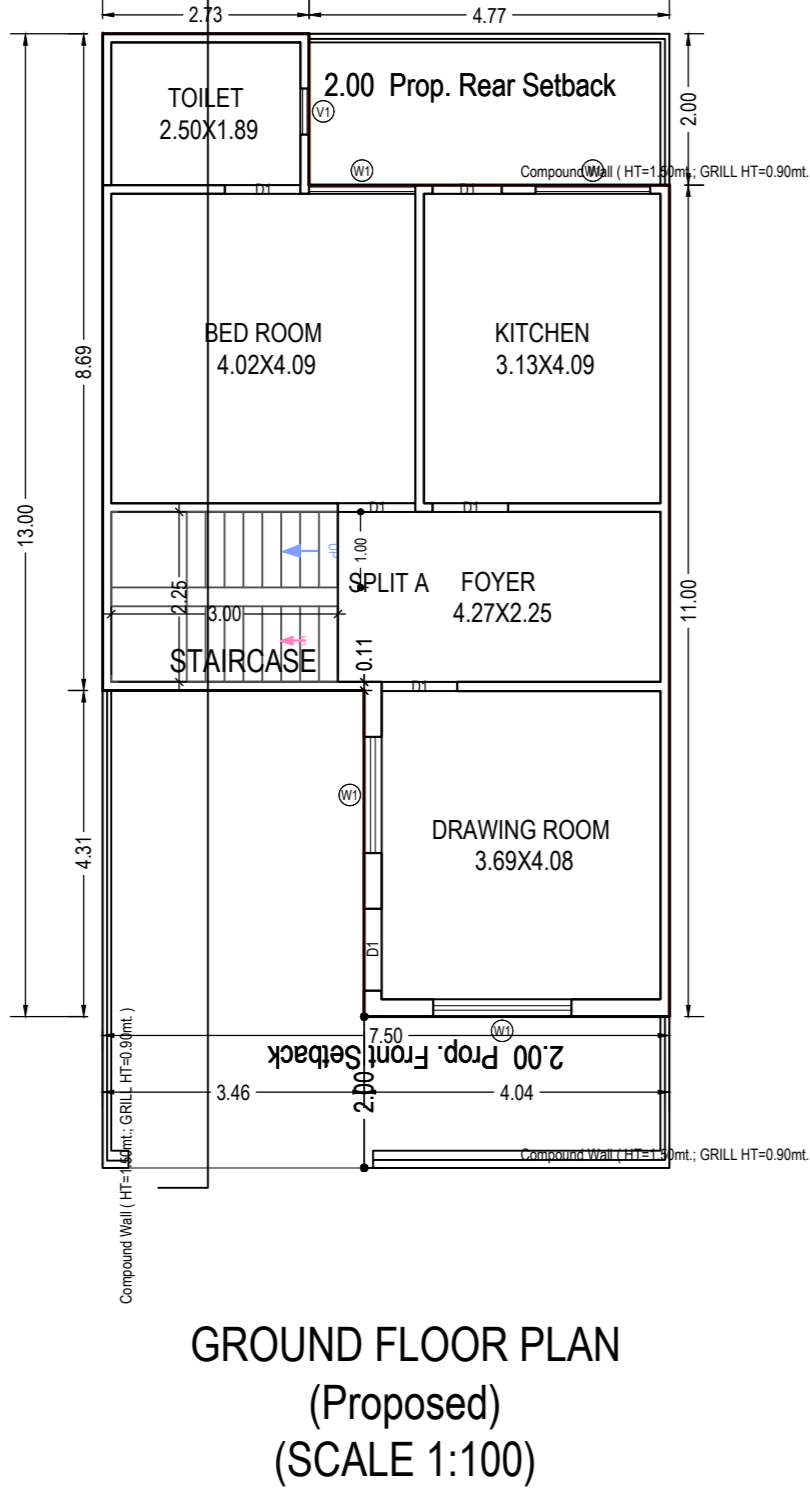 2.73
4.77
TOILET
2.50X1.89
2.00 Prop. Rear Setback
V1
2.00
W1
W1
Compound Wall ( HT=1.50mt.; GRILL HT=0.90mt.
D1
D1
BED ROOM
4.02X4.09
KITCHEN
3.13X4.09
8.69
13.00
D1
D1
UP
1.00
2.25
SPLIT A
FOYER
4.27X2.25
3.00
11.00
STAIRCASE
0.11
D1
W1
DRAWING ROOM
3.69X4.08
4.31
D1
W1
7.50
2.00 Prop. Front Setback
3.46
2.00
4.04
Compound Wall ( HT=1.50mt.; GRILL HT=0.90mt. )
Compound Wall ( HT=1.50mt.; GRILL HT=0.90mt.
GROUND FLOOR PLAN
(Proposed)
(SCALE 1:100)